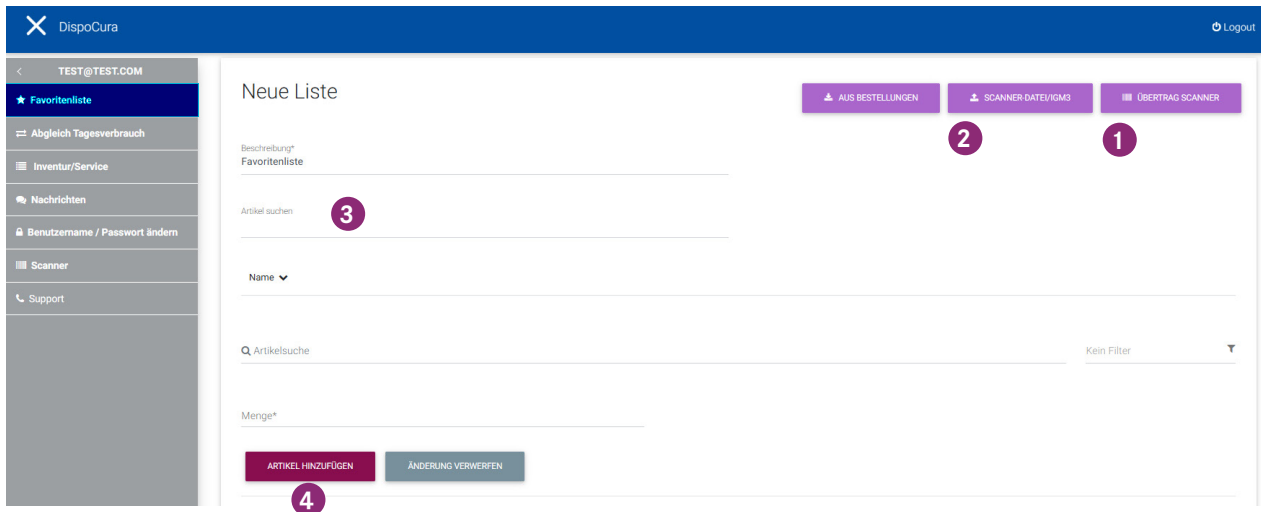 DispoCura
Logout
TEST@TEST.COM
Favoritenliste
Abgleich Tagesverbrauch
Inventur/Service
Nachrichten
Benutzername / Passwort ändern
Scanner
Support
Neue Liste
AUS BESTELLUNGEN
SCANNER-DATEI/IGM3
ÜBERTRAG SCANNER
2
1
Beschreibung*
Favoritenliste
Artikel suchen
3
Name
Artikelsuche
Kein Filter
Menge*
ARTIKEL HINZUFÜGEN
ÄNDERUNG VERWERFEN
4